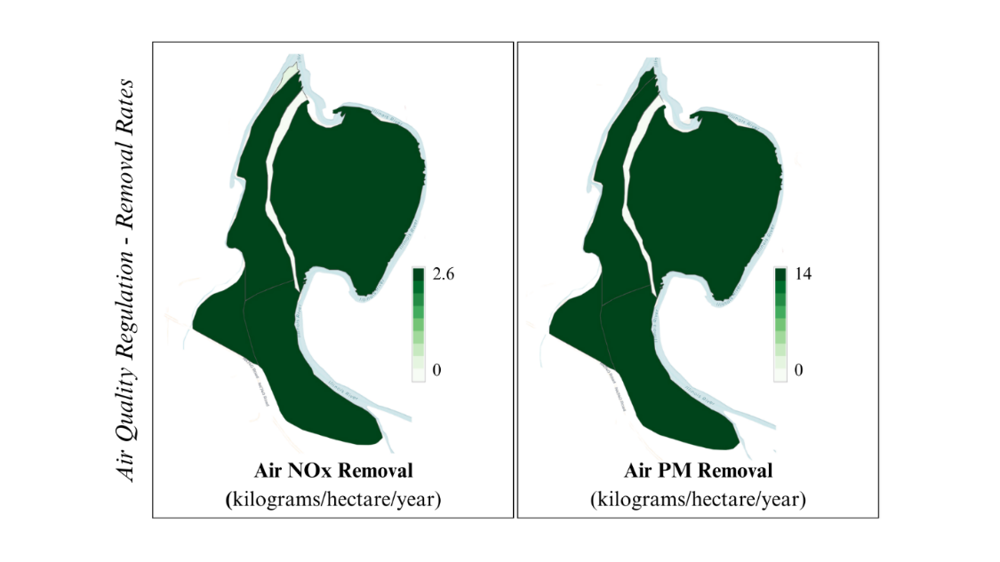 Air Quality Regulation - Removal Rates
2.6
0
Air NOx Removal
(kilograms/hectare/year)
14
0
Air PM Removal
(kilograms/hectare/year)